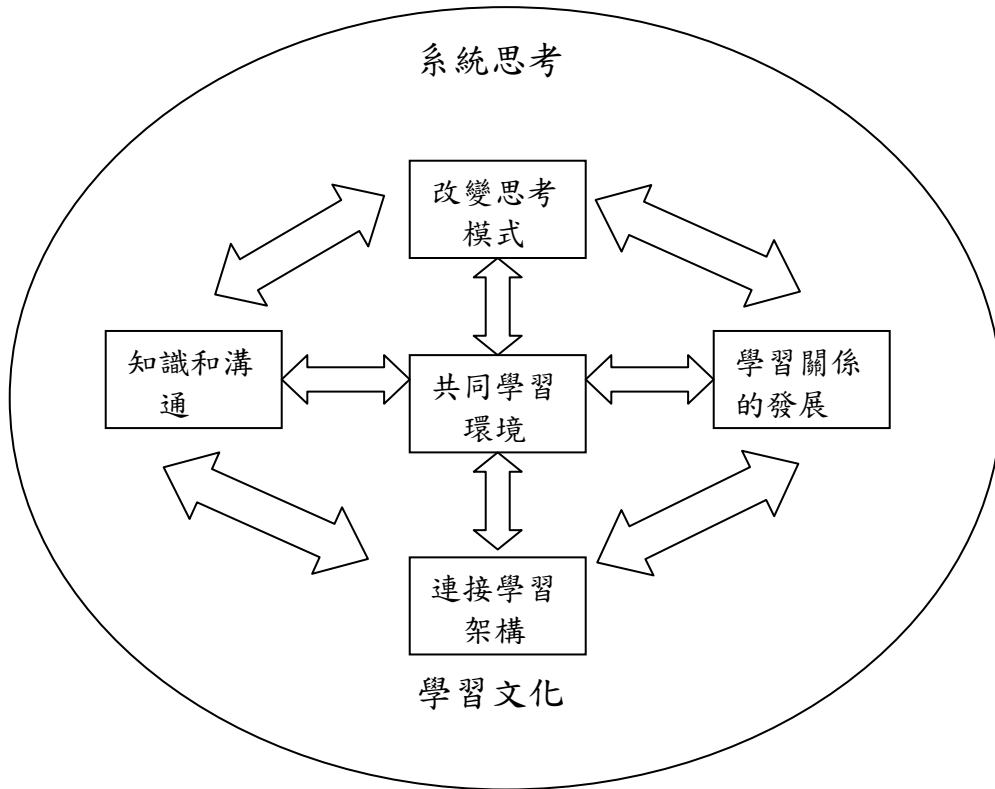 系統思考
改變思考
模式
知識和溝
通
共同學習
環境
學習關係
的發展
連接學習
架構
學習文化